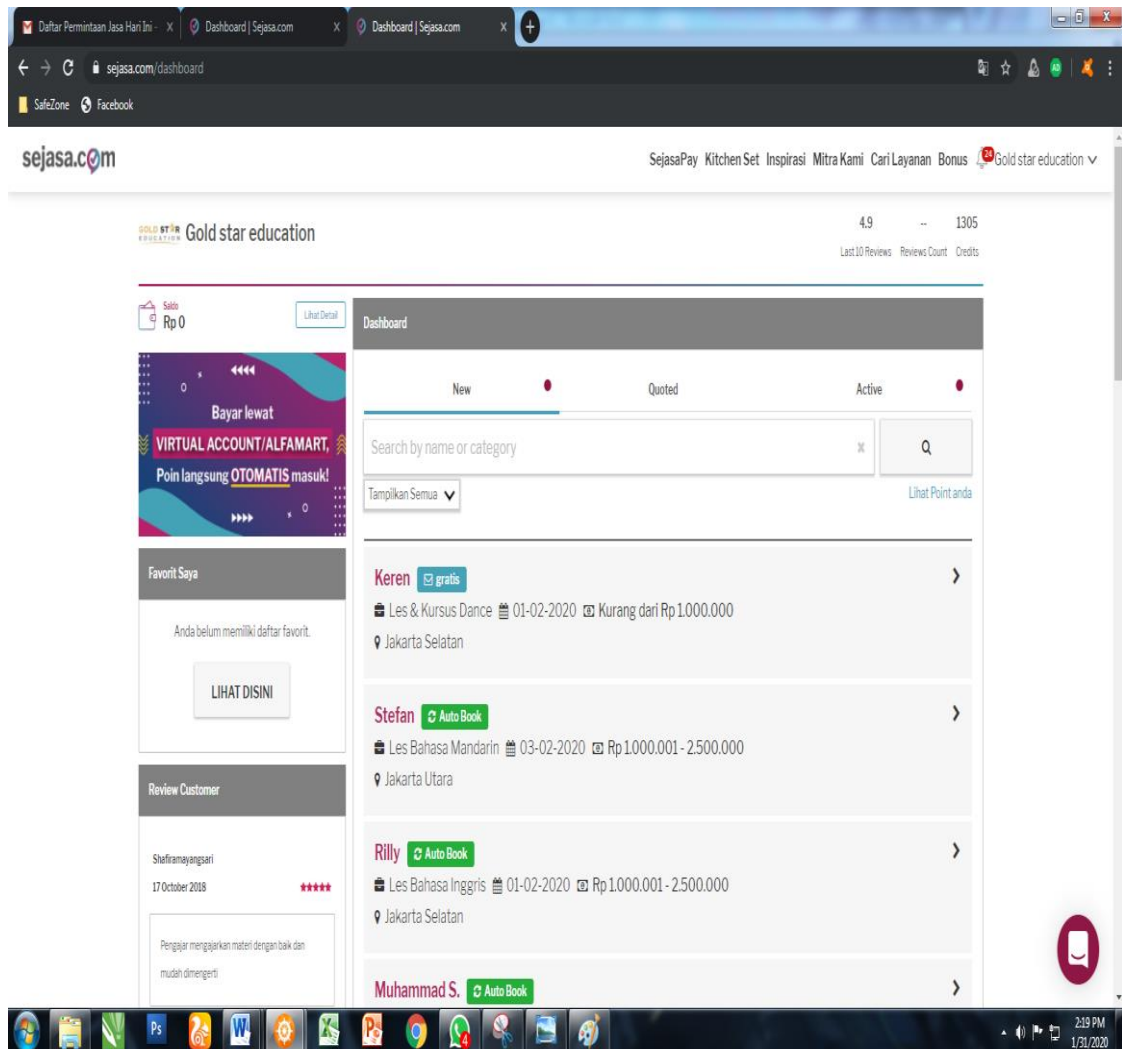 Daftar Permintaan Jasa Hari Ini -
Dashboard | Sejasa.com
Dashboard | Sejasa.com
sejasa.com/dashboard
SafeZone Facebook
sejasa.com
SejasaPay Kitchen Set Inspirasi Mitra Kami Cari Layanan Bonus 24 Gold star education
GOLD STAR
EDUCATION
Gold star education
4.9 -- 1305
Last 10 Reviews Reviews Count Credits
Saldo
Rp 0
Lihat Detail
Bayar lewat
VIRTUAL ACCOUNT/ALFAMART,
Poin langsung OTOMATIS masuk!
Favorit Saya
Anda belum memiliki daftar favorit.
LIHAT DISINI
Review Customer
Shafiramayangsari
17 October 2018
Pengajar mengajarkan materi dengan baik dan
mudah dimengerti
Dashboard
New Quoted Active
Search by name or category x
Tampilkan Semua
Lihat Point anda
Keren gratis
Les & Kursus Dance 01-02-2020 Kurang dari Rp 1.000.000
Jakarta Selatan
Stefan Auto Book
Les Bahasa Mandarin 03-02-2020 Rp 1.000.001 - 2.500.000
Jakarta Utara
Rilly Auto Book
Les Bahasa Inggris 01-02-2020 Rp 1.000.001 - 2.500.000
Jakarta Selatan
Muhammad S. Auto Book
Ps
2:19 PM
1/31/2020